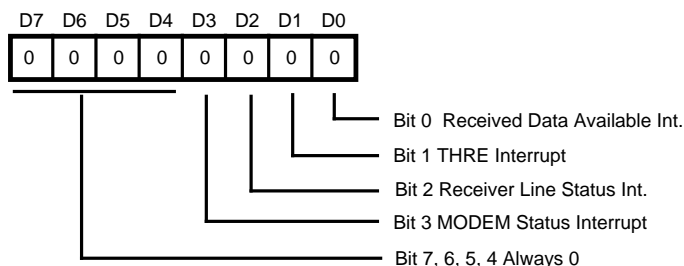 D7 D6 D5 D4 D3 D2 D1 D0
0 0 0 0 0 0 0 0
Bit 0 Received Data Available Int.
Bit 1 THRE Interrupt
Bit 2 Receiver Line Status Int.
Bit 3 MODEM Status Interrupt
Bit 7, 6, 5, 4 Always 0